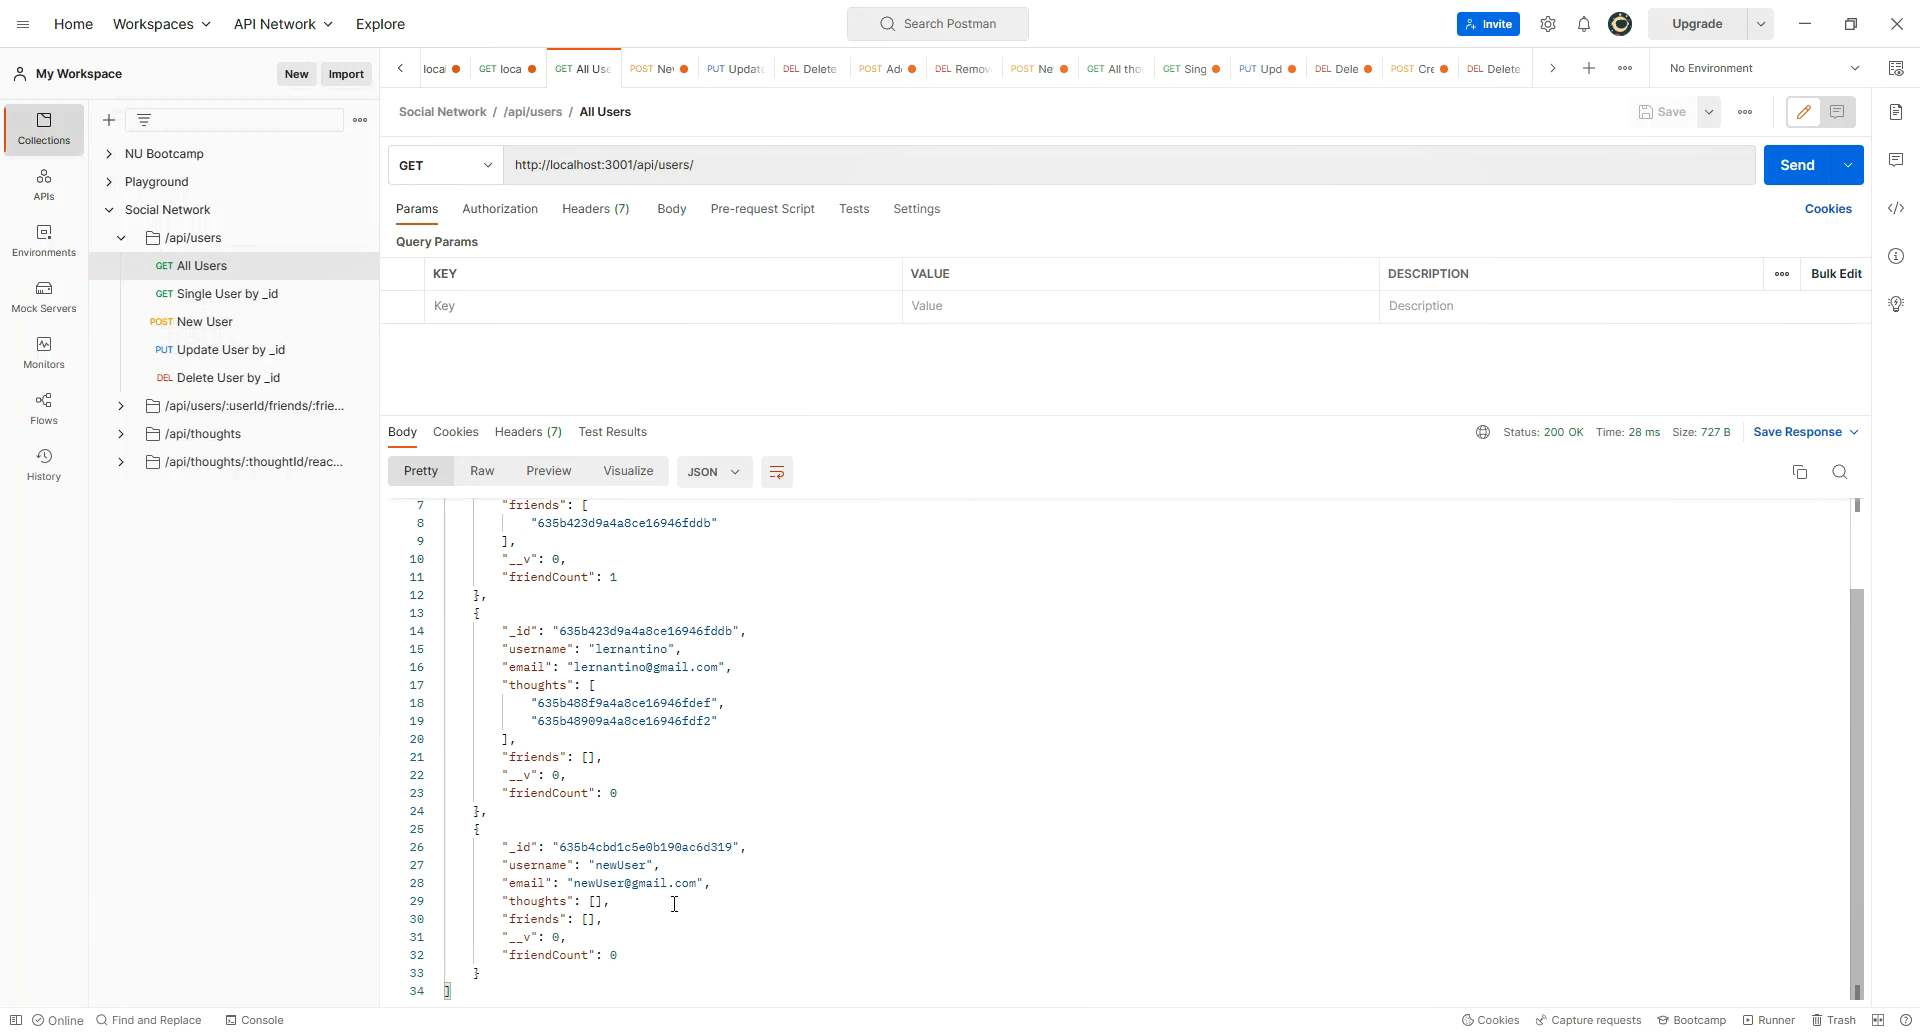 Home Workspaces API Network Explore Search Postman Invite Upgrade
My Workspace New Import
local GET loca GET All Use POST Ne PUT Update DEL Delete POST Ad DEL Remov POST Ne GET All tho GET Sing PUT Upd DEL Dele POST Cre DEL Delete No Environment
Social Network / /api/users / All Users Save
Collections
APIs
Environments
Mock Servers
Monitors
Flows
History
NU Bootcamp
Playground
Social Network
/api/users
GET All Users
GET Single User by _id
POST New User
PUT Update User by _id
DEL Delete User by _id
/api/users/:userId/friends/:frie...
/api/thoughts
/api/thoughts/:thoughtId/reac...
GET http://localhost:3001/api/users/ Send
Params Authorization Headers (7) Body Pre-request Script Tests Settings Cookies
Query Params
KEY VALUE DESCRIPTION Bulk Edit
Key Value Description
Body Cookies Headers (7) Test Results Status: 200 OK Time: 28 ms Size: 727 B Save Response
Pretty Raw Preview Visualize JSON
7 "friends": [
8 "635b423d9a4a8ce16946fddb"
9 ],
10 "__v": 0,
11 "friendCount": 1
12 },
13 {
14 "_id": "635b423d9a4a8ce16946fddb",
15 "username": "lernantino",
16 "email": "lernantino@gmail.com",
17 "thoughts": [
18 "635b488f9a4a8ce16946fdef",
19 "635b48909a4a8ce16946fdf2"
20 ],
21 "friends": [],
22 "__v": 0,
23 "friendCount": 0
24 },
25 {
26 "_id": "635b4cbd1c5e0b190ac6d319",
27 "username": "newUser",
28 "email": "newUser@gmail.com",
29 "thoughts": [],
30 "friends": [],
31 "__v": 0,
32 "friendCount": 0
33 }
34 ]
Online Find and Replace Console Cookies Capture requests Bootcamp Runner Trash